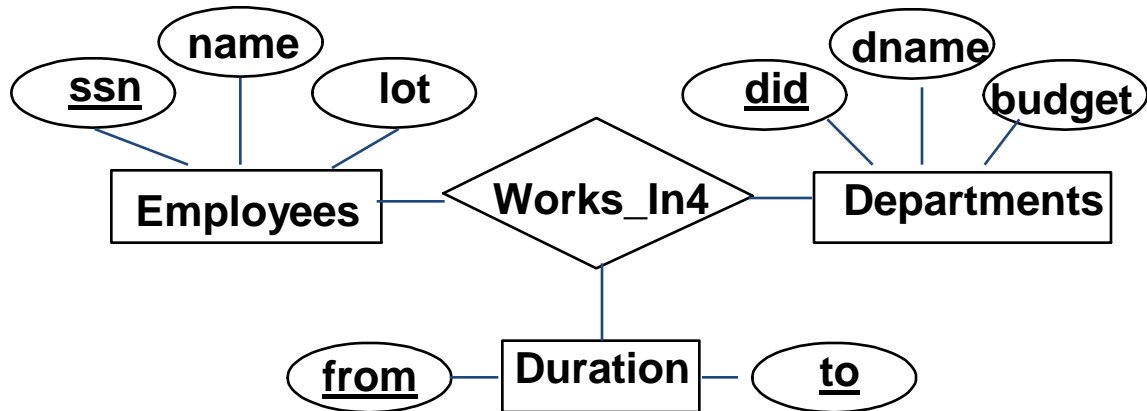 name
ssn
lot
dname
did
budget
Employees
Works_In4
Departments
from
Duration
to